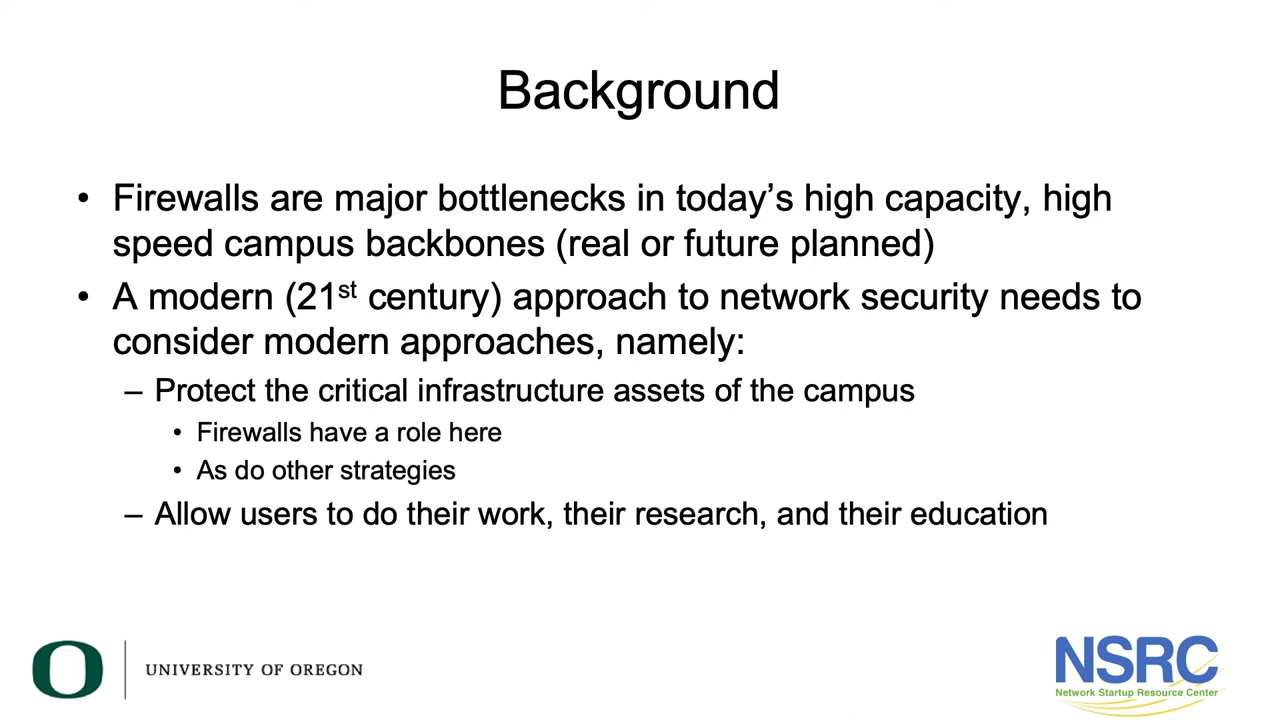 Background
• Firewalls are major bottlenecks in today’s high capacity, high
speed campus backbones (real or future planned)
• A modern (21st century) approach to network security needs to
consider modern approaches, namely:
– Protect the critical infrastructure assets of the campus
• Firewalls have a role here
• As do other strategies
– Allow users to do their work, their research, and their education
O
UNIVERSITY OF OREGON
NSRC
Network Startup Resource Center